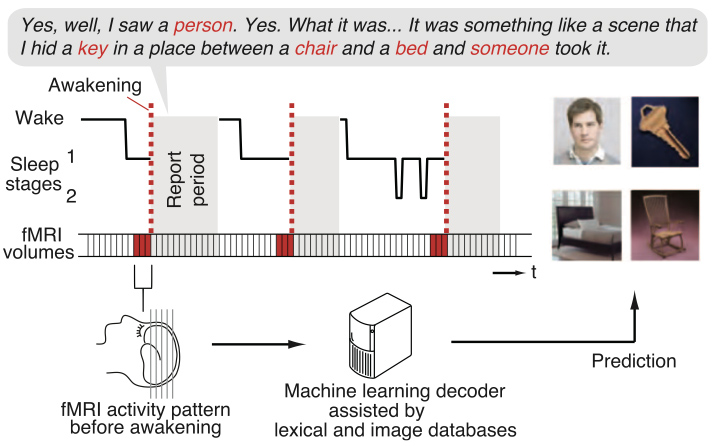 Yes, well, I saw a person. Yes. What it was... It was something like a scene that
I hid a key in a place between a chair and a bed and someone took it.
Awakening
Wake
Sleep
stages
1
2
Report
period
fMRI
volumes
t
fMRI activity pattern
before awakening
Machine learning decoder
assisted by
lexical and image databases
Prediction